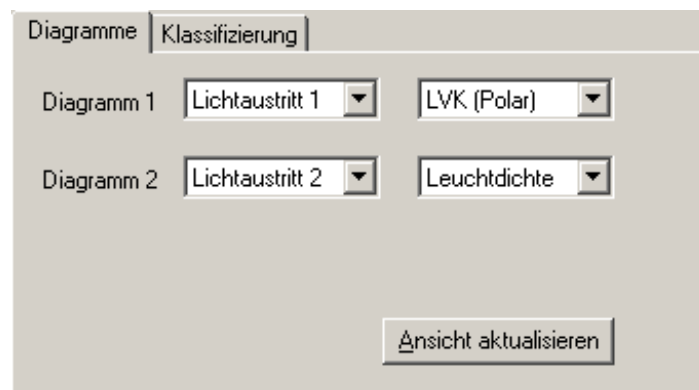 Diagramme Klassifizierung
Diagramm 1 Lichtaustritt 1 LVK (Polar)
Diagramm 2 Lichtaustritt 2 Leuchtdichte
Ansicht aktualisieren